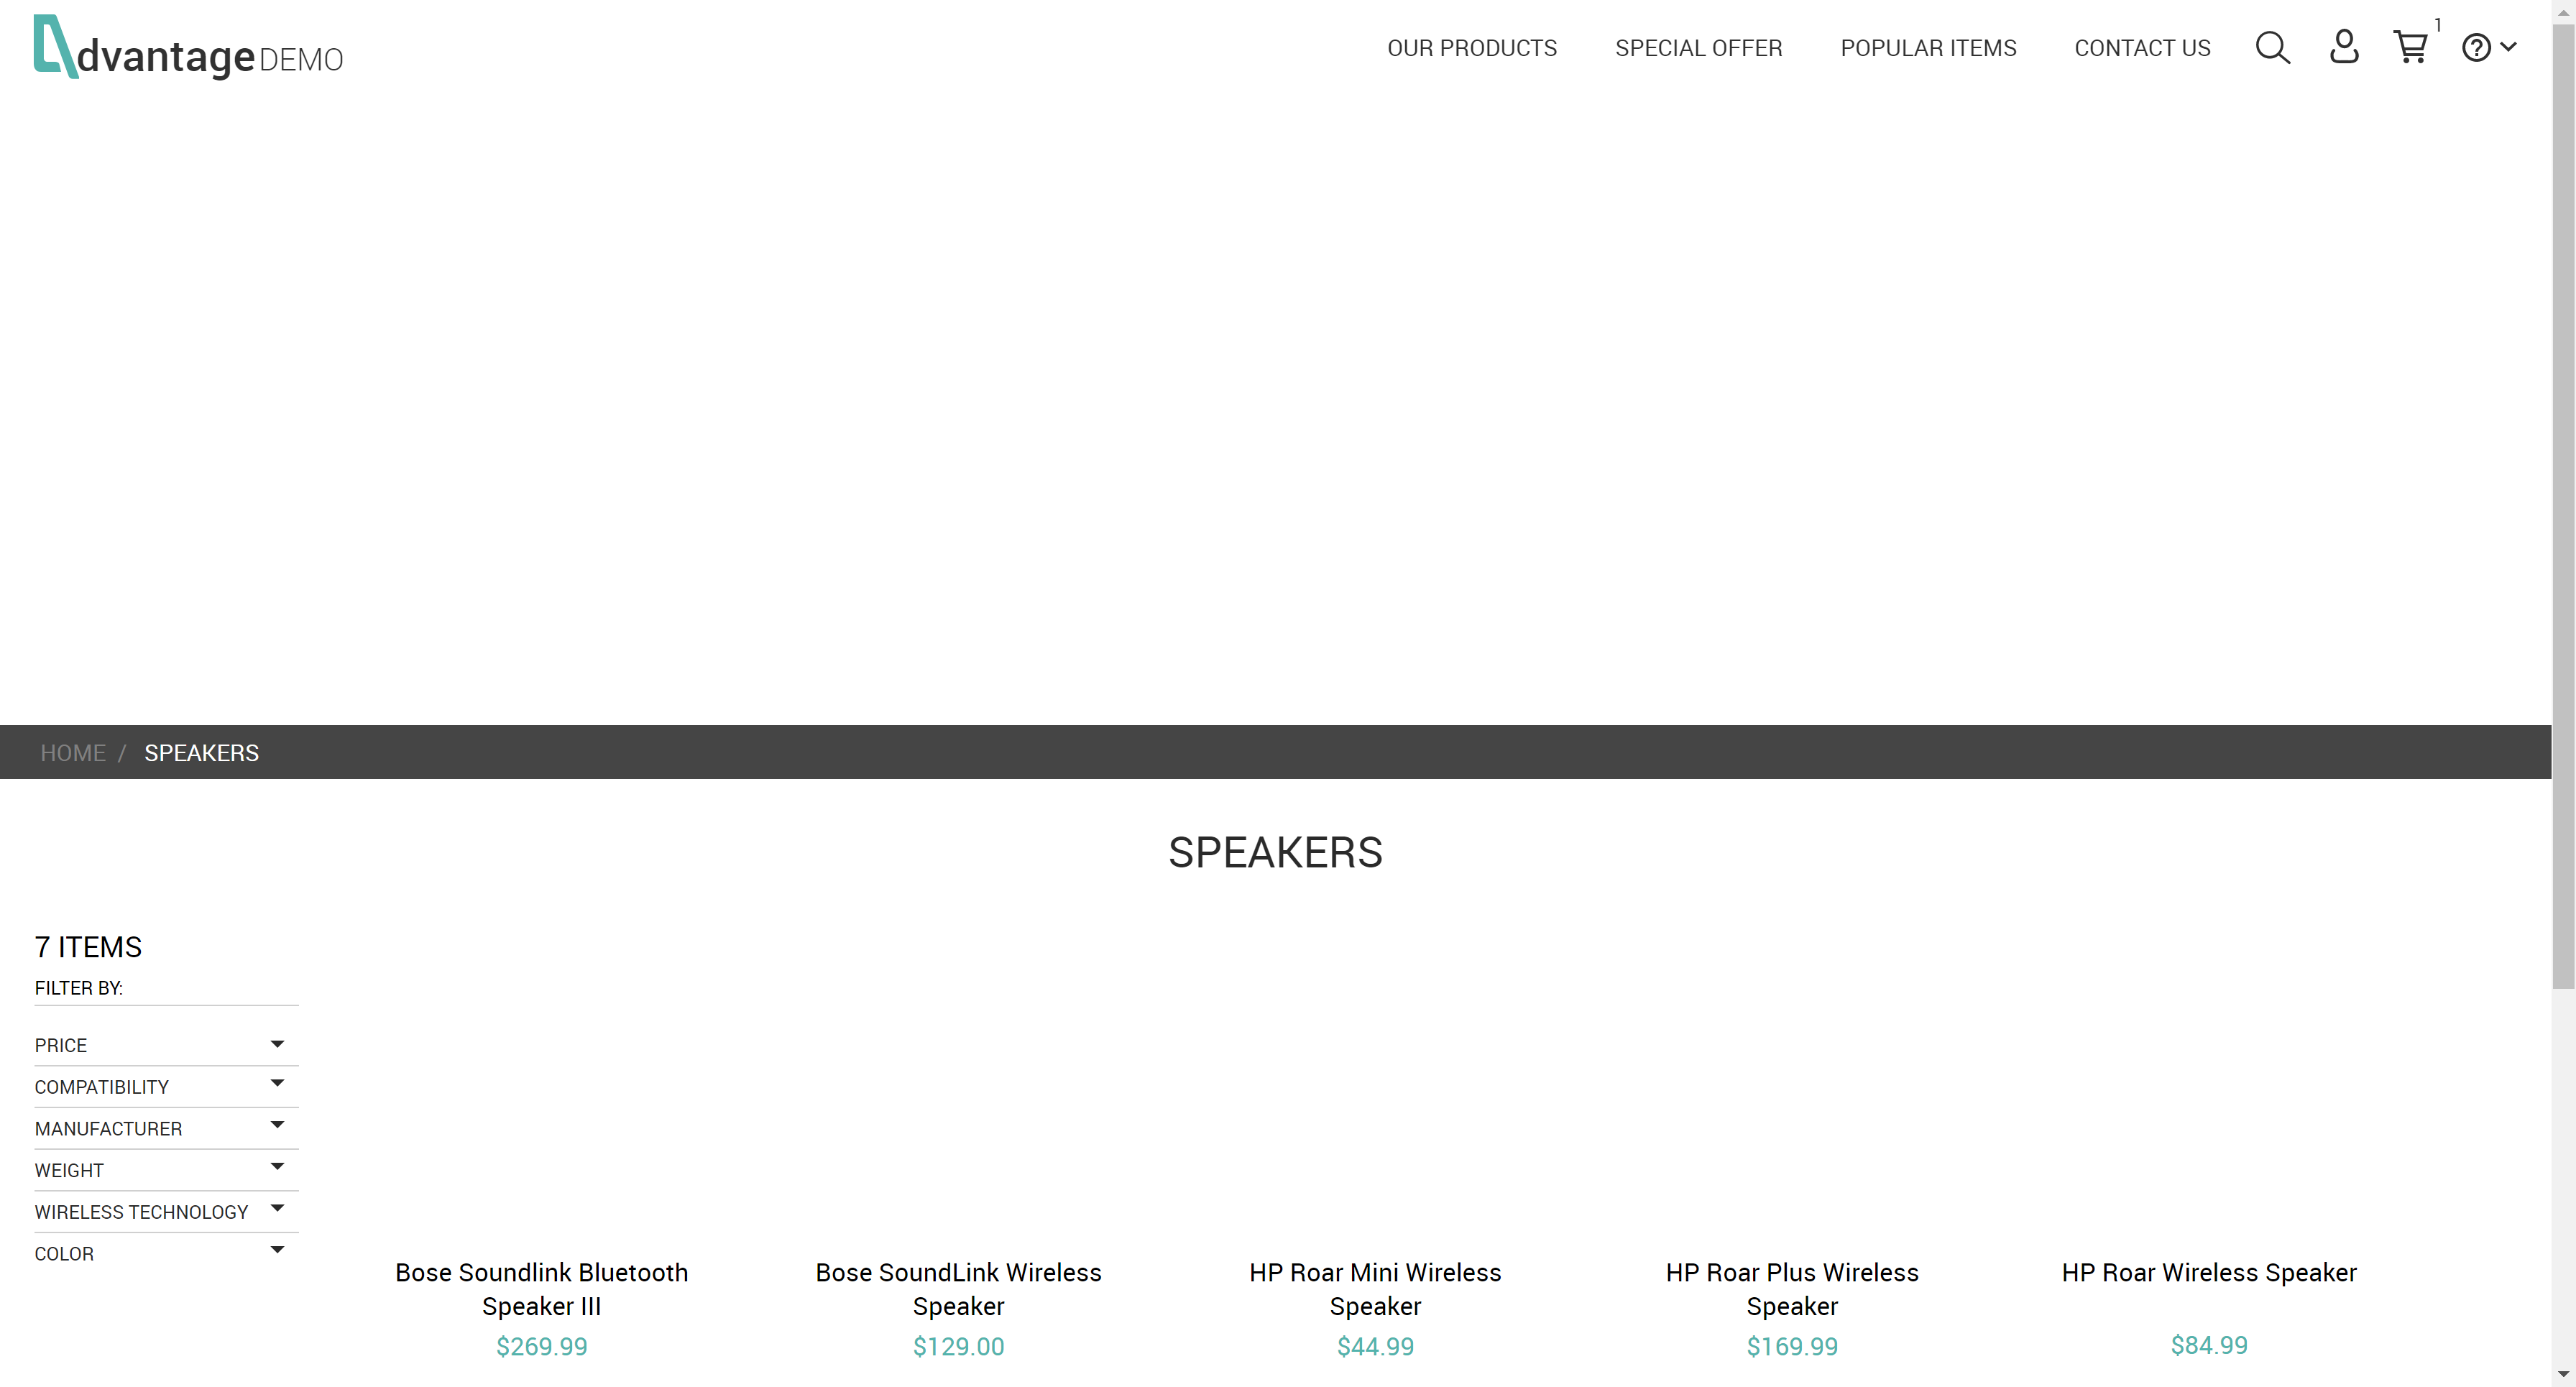 dvantage DEMO
OUR PRODUCTS
SPECIAL OFFER
POPULAR ITEMS
CONTACT US
1
HOME / SPEAKERS
SPEAKERS
7 ITEMS
FILTER BY:
PRICE
COMPATIBILITY
MANUFACTURER
WEIGHT
WIRELESS TECHNOLOGY
COLOR
Bose Soundlink Bluetooth
Speaker III
$269.99
Bose SoundLink Wireless
Speaker
$129.00
HP Roar Mini Wireless
Speaker
$44.99
HP Roar Plus Wireless
Speaker
$169.99
HP Roar Wireless Speaker
$84.99